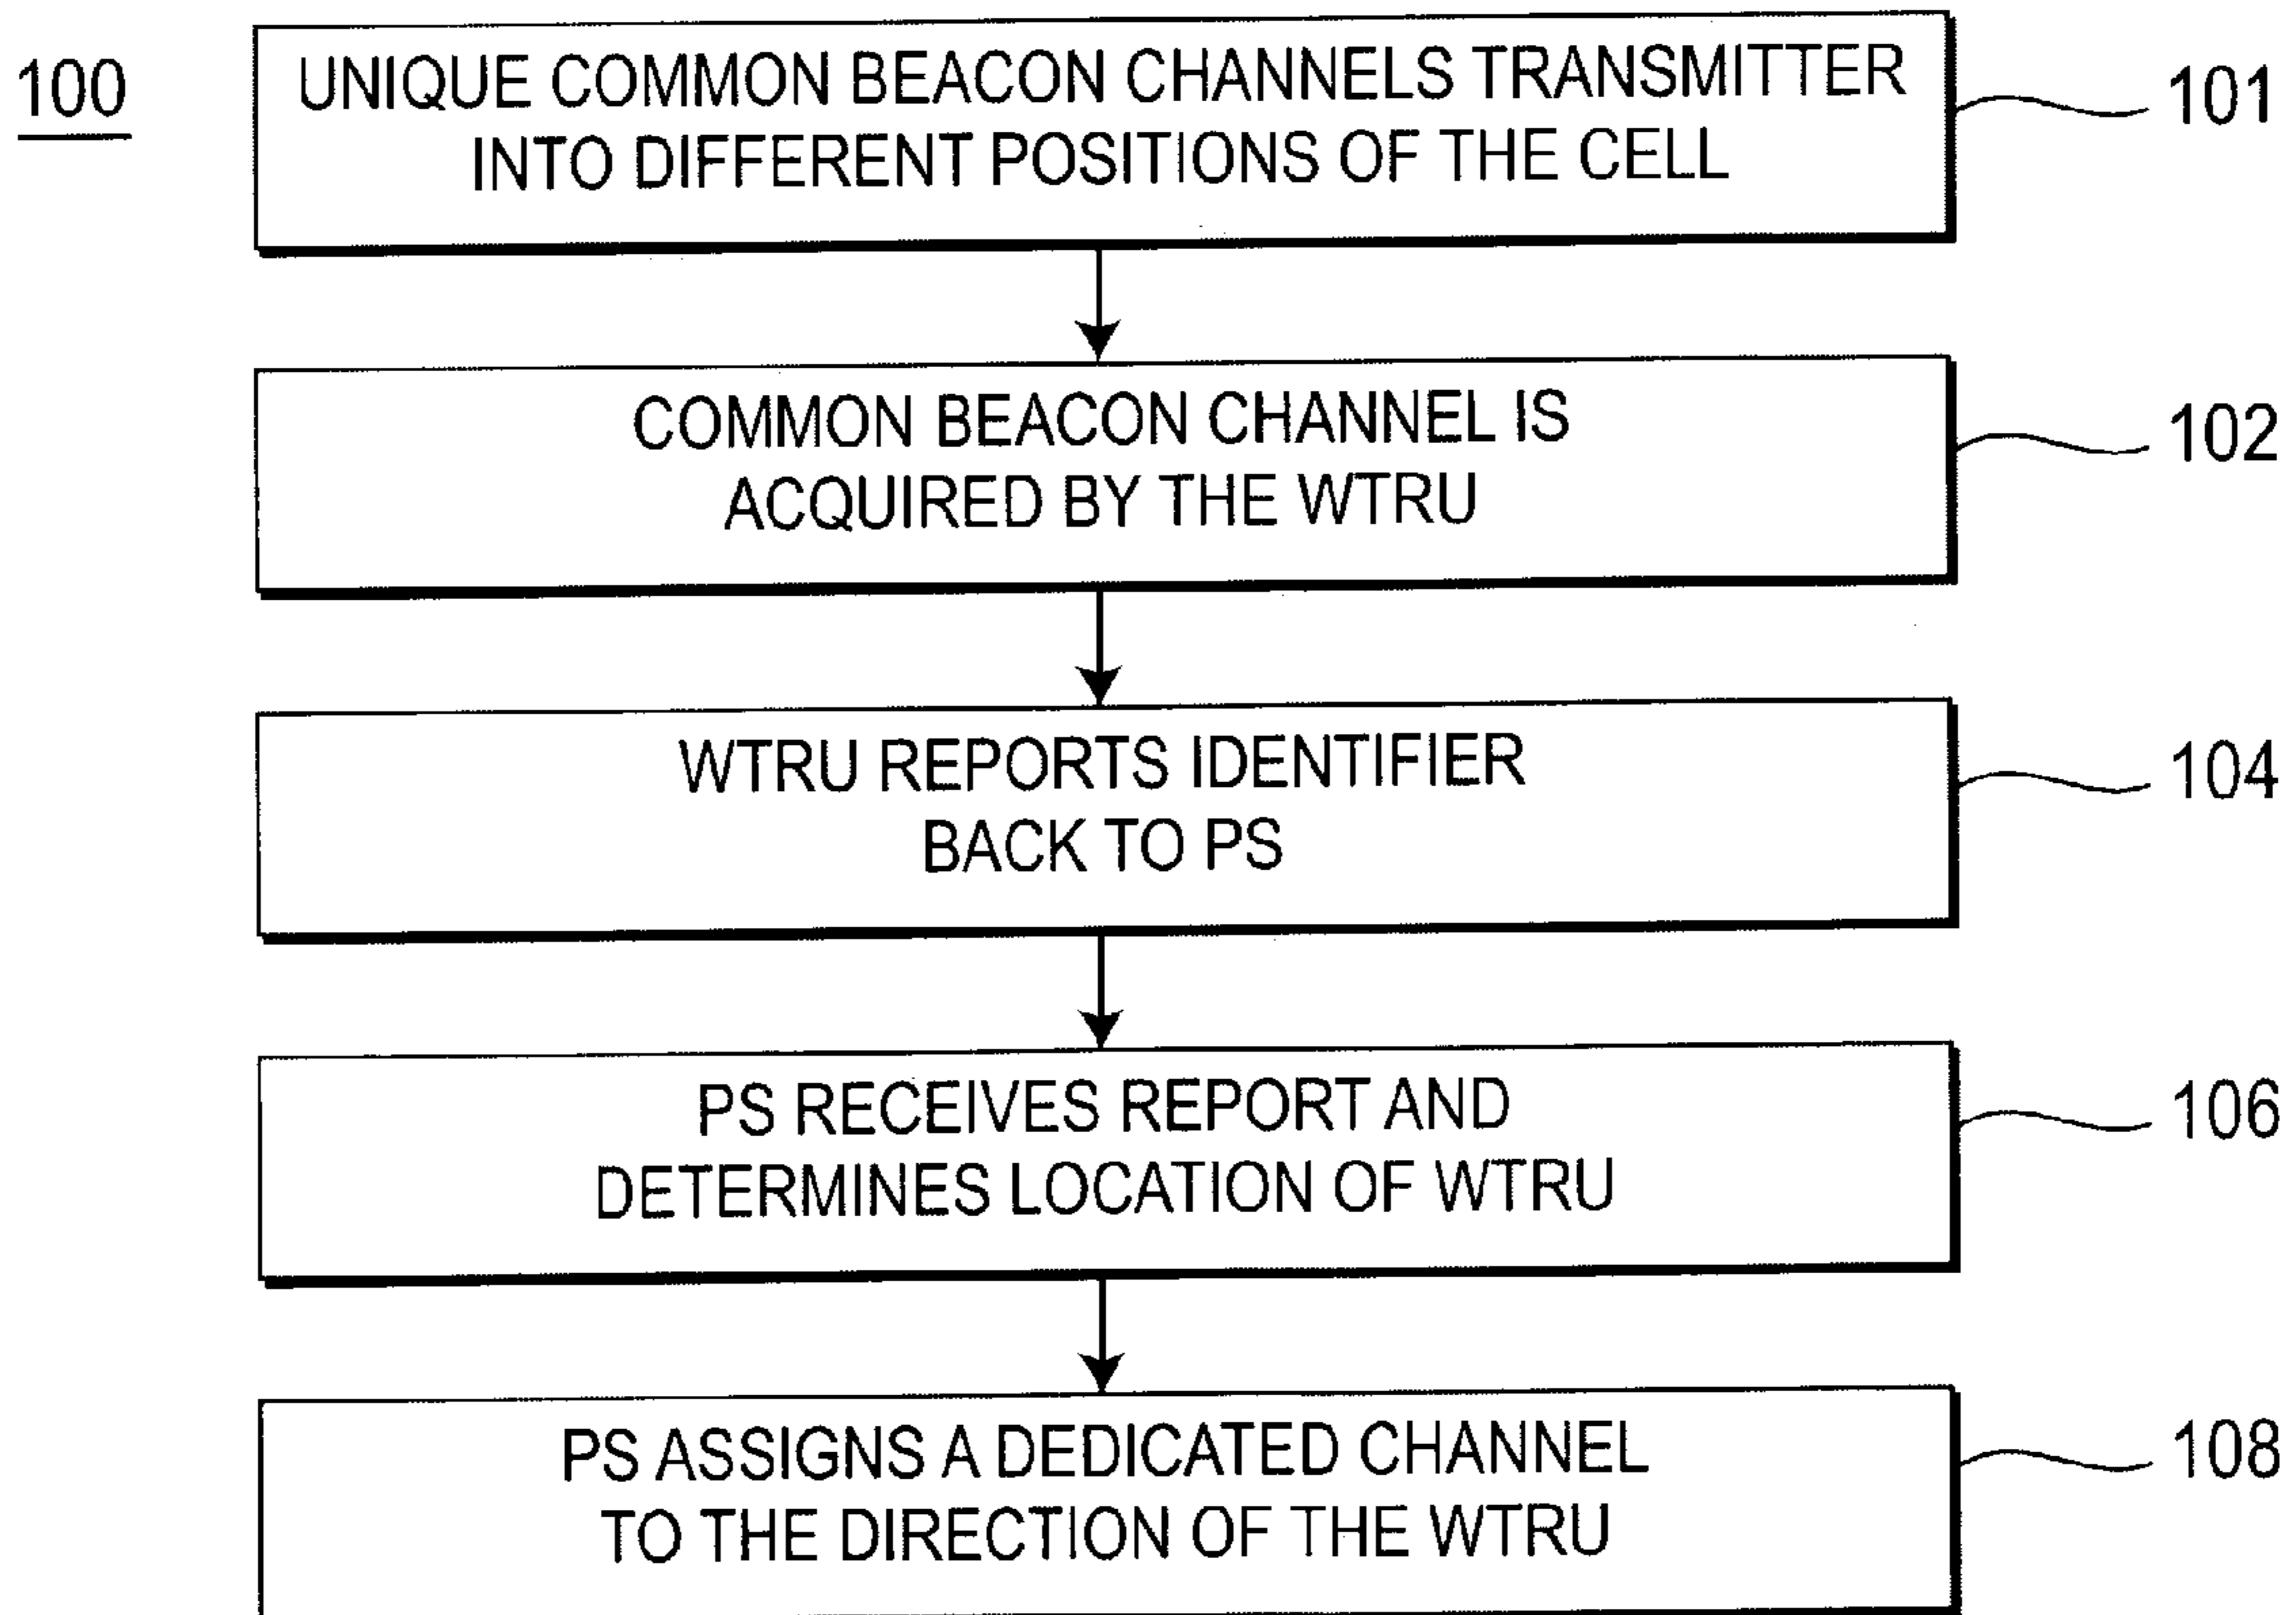 100
UNIQUE COMMON BEACON CHANNELS TRANSMITTER
INTO DIFFERENT POSITIONS OF THE CELL
101
COMMON BEACON CHANNEL IS
ACQUIRED BY THE WTRU
102
WTRU REPORTS IDENTIFIER
BACK TO PS
104
PS RECEIVES REPORT AND
DETERMINES LOCATION OF WTRU
106
PS ASSIGNS A DEDICATED CHANNEL
TO THE DIRECTION OF THE WTRU
108